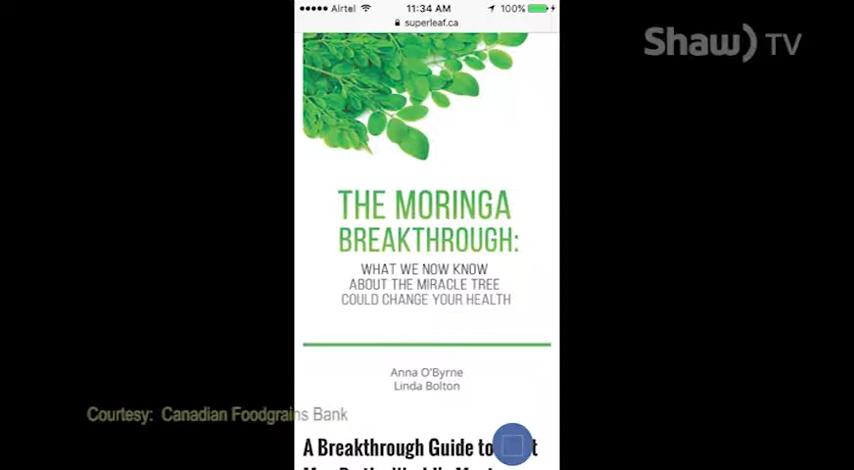 Airtel
11:34 AM
100%
superleaf.ca
Shaw) TV
THE MORINGA
BREAKTHROUGH:
WHAT WE NOW KNOW
ABOUT THE MIRACLE TREE
COULD CHANGE YOUR HEALTH
Anna O'Byrne
Linda Bolton
Courtesy: Canadian Foodgrains Bank
A Breakthrough Guide to